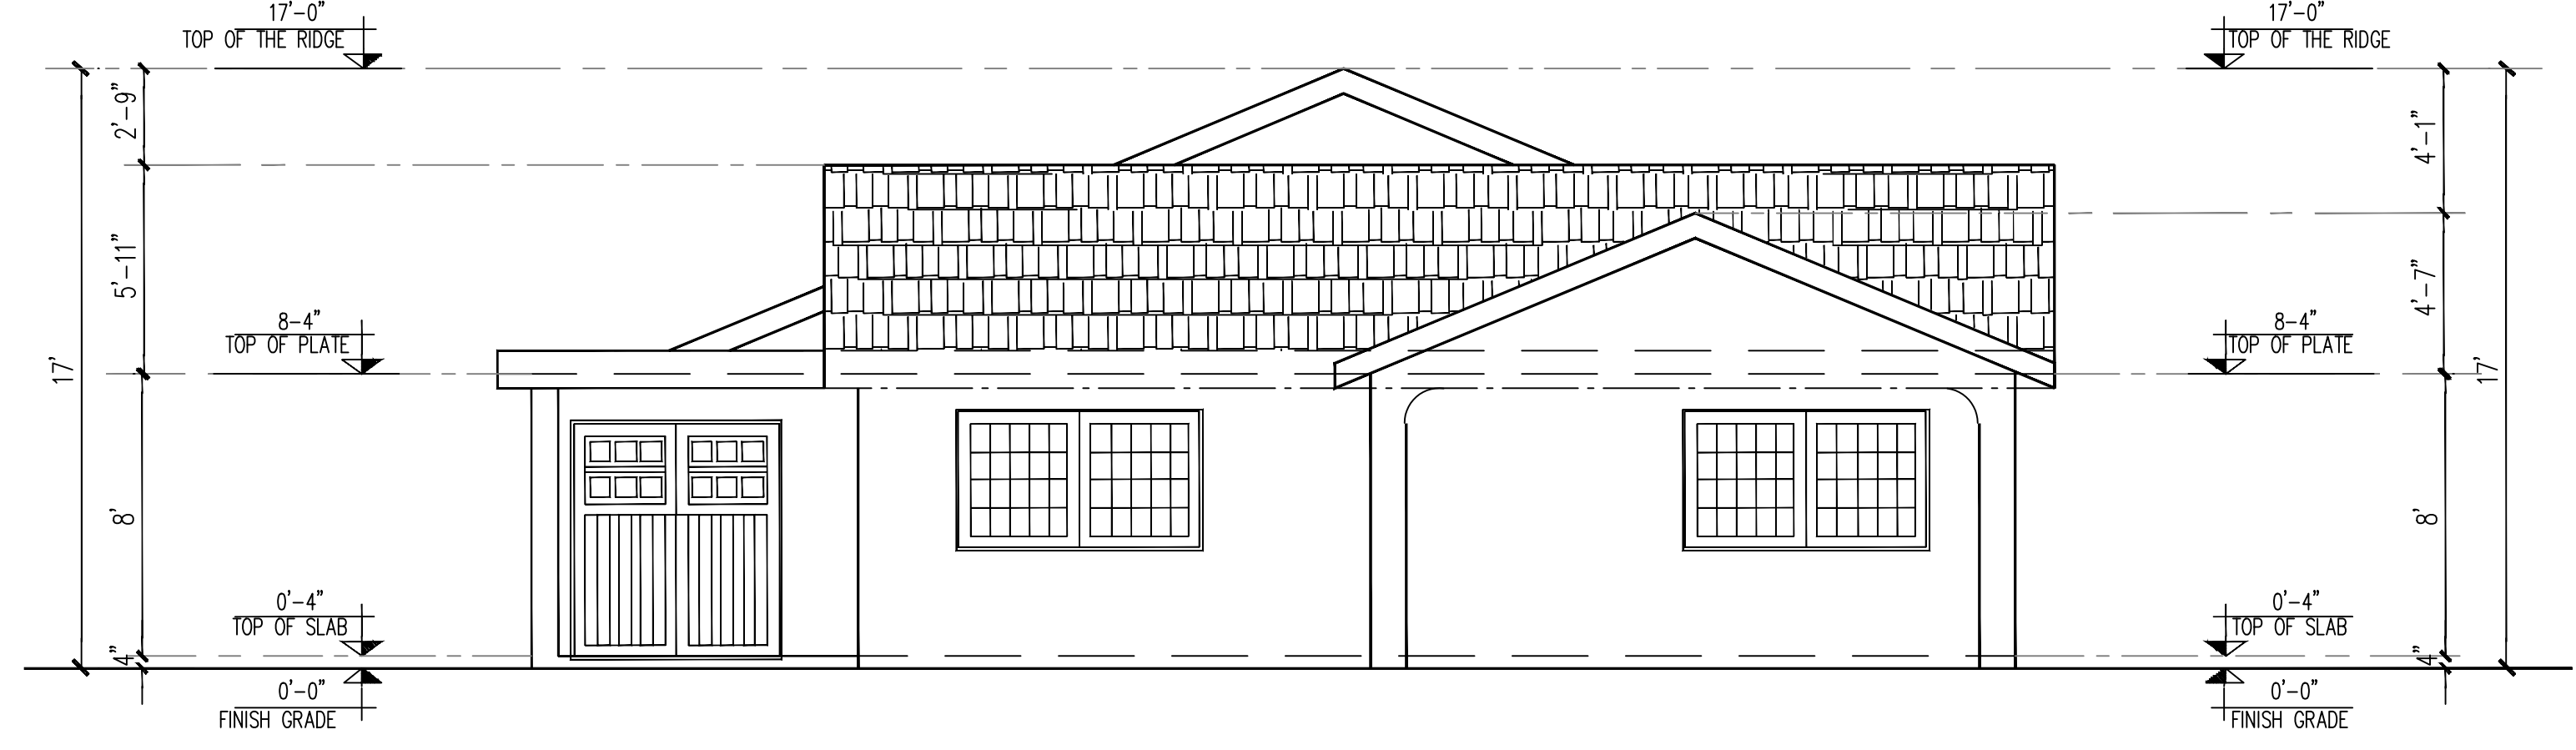 17'-0"
TOP OF THE RIDGE
17'-0"
TOP OF THE RIDGE
2'-9"
4'-1"
5'-11"
4'-7"
8-4"
TOP OF PLATE
8-4"
TOP OF PLATE
17'
17'
8'
8'
0'-4"
TOP OF SLAB
0'-4"
TOP OF SLAB
4"
4"
0'-0"
FINISH GRADE
0'-0"
FINISH GRADE